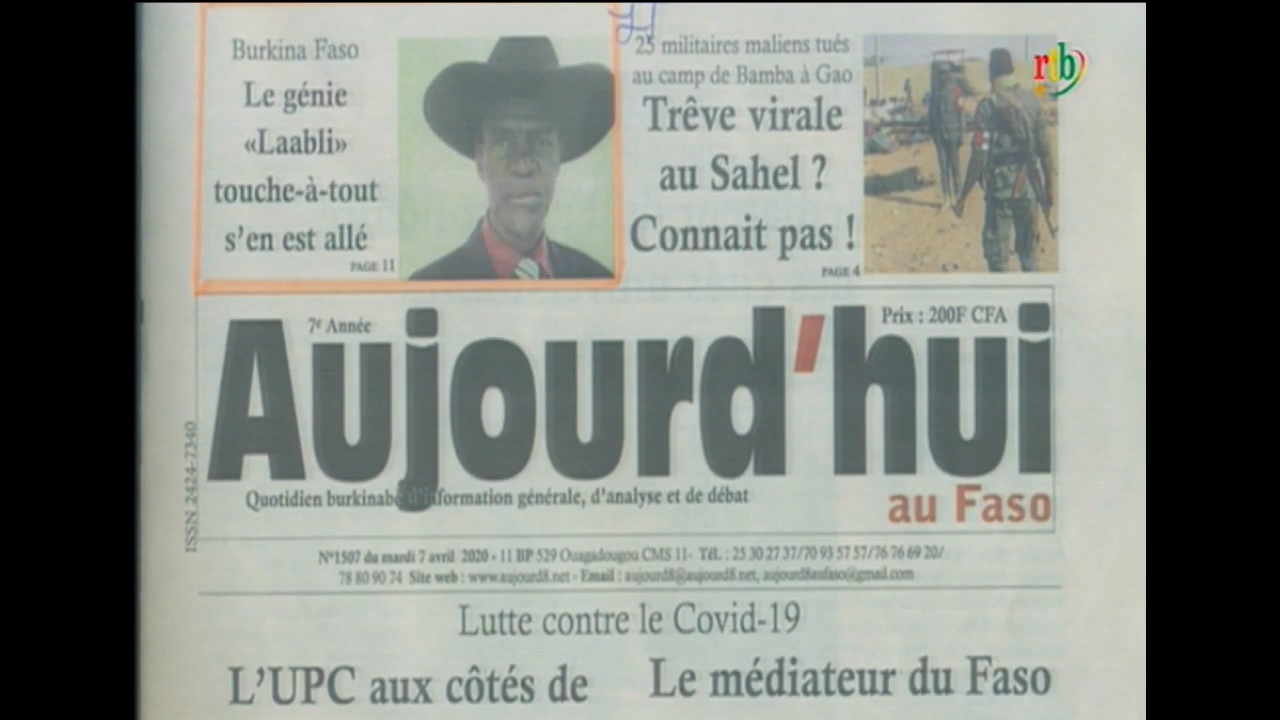 Burkina Faso
Le génie
«Laabli»
touche-à-tout
s'en est allé
PAGE 11
25 militaires maliens tués
au camp de Bamba à Gao
Trêve virale
au Sahel ?
Connait pas !
PAGE 4
rtb
7e Année
Prix : 200F CFA
Aujourd'hui
au Faso
Quotidien burkinabè d'information générale, d'analyse et de débat
ISSN 2424-7340
N°1507 du mardi 7 avril 2020 - 11 BP 529 Ouagadougou CMS 11- TÉL. : 25 30 27 37/70 93 57 57/76 76 69 20/
78 80 90 74 Site web : www.aujourd8.net - Email : aujourd8@aujourd8.net, aujourd8aufaso@gmail.com
Lutte contre le Covid-19
L'UPC aux côtés de
Le médiateur du Faso